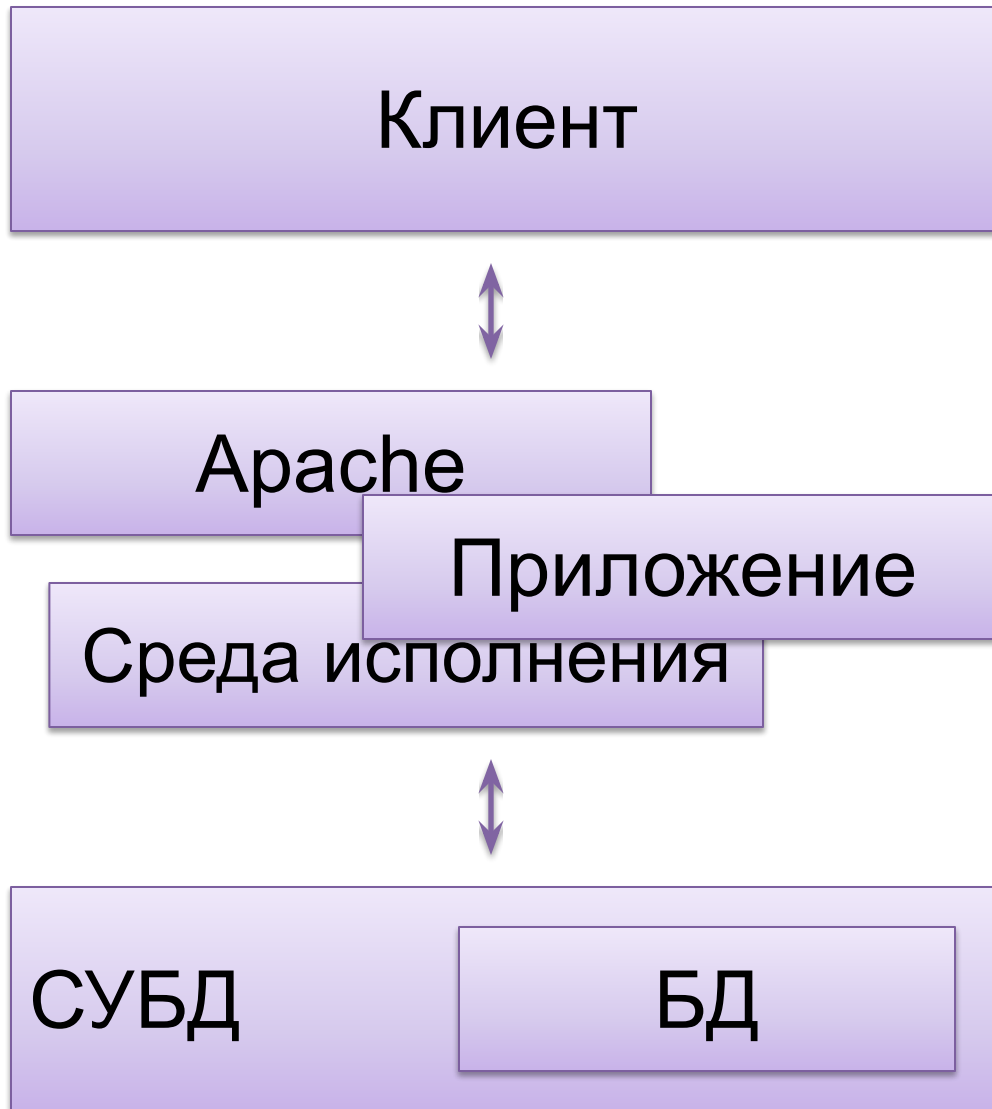 Клиент
Apache
Приложение
Среда исполнения
СУБД
БД